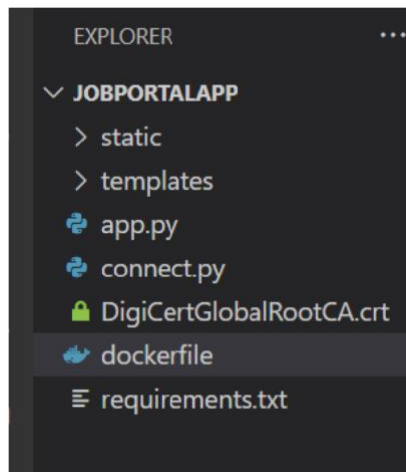 EXPLORER ...
JOBPORTALAPP
static
templates
app.py
connect.py
DigiCertGlobalRootCA.crt
dockerfile
requirements.txt